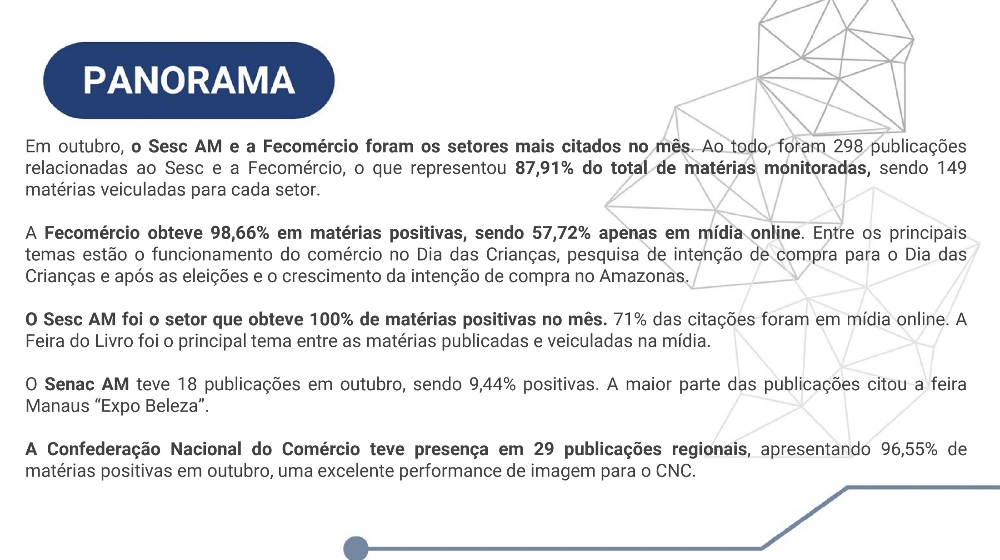 PANORAMA
Em outubro, o Sesc AM e a Fecomércio foram os setores mais citados no mês. Ao todo, foram 298 publicações
relacionadas ao Sesc e a Fecomércio, o que representou 87,91% do total de matérias monitoradas, sendo 149
matérias veiculadas para cada setor.
A Fecomércio obteve 98,66% em matérias positivas, sendo 57,72% apenas em mídia online. Entre os principais
temas estão o funcionamento do comércio no Dia das Crianças, pesquisa de intenção de compra para o Dia das
Crianças e após as eleições e o crescimento da intenção de compra no Amazonas.
O Sesc AM foi o setor que obteve 100% de matérias positivas no mês. 71% das citações foram em mídia online. A
Feira do Livro foi o principal tema entre as matérias publicadas e veiculadas na mídia.
O Senac AM teve 18 publicações em outubro, sendo 9,44% positivas. A maior parte das publicações citou a feira
Manaus “Expo Beleza”.
A Confederação Nacional do Comércio teve presença em 29 publicações regionais, apresentando 96,55% de
matérias positivas em outubro, uma excelente performance de imagem para o CNC.